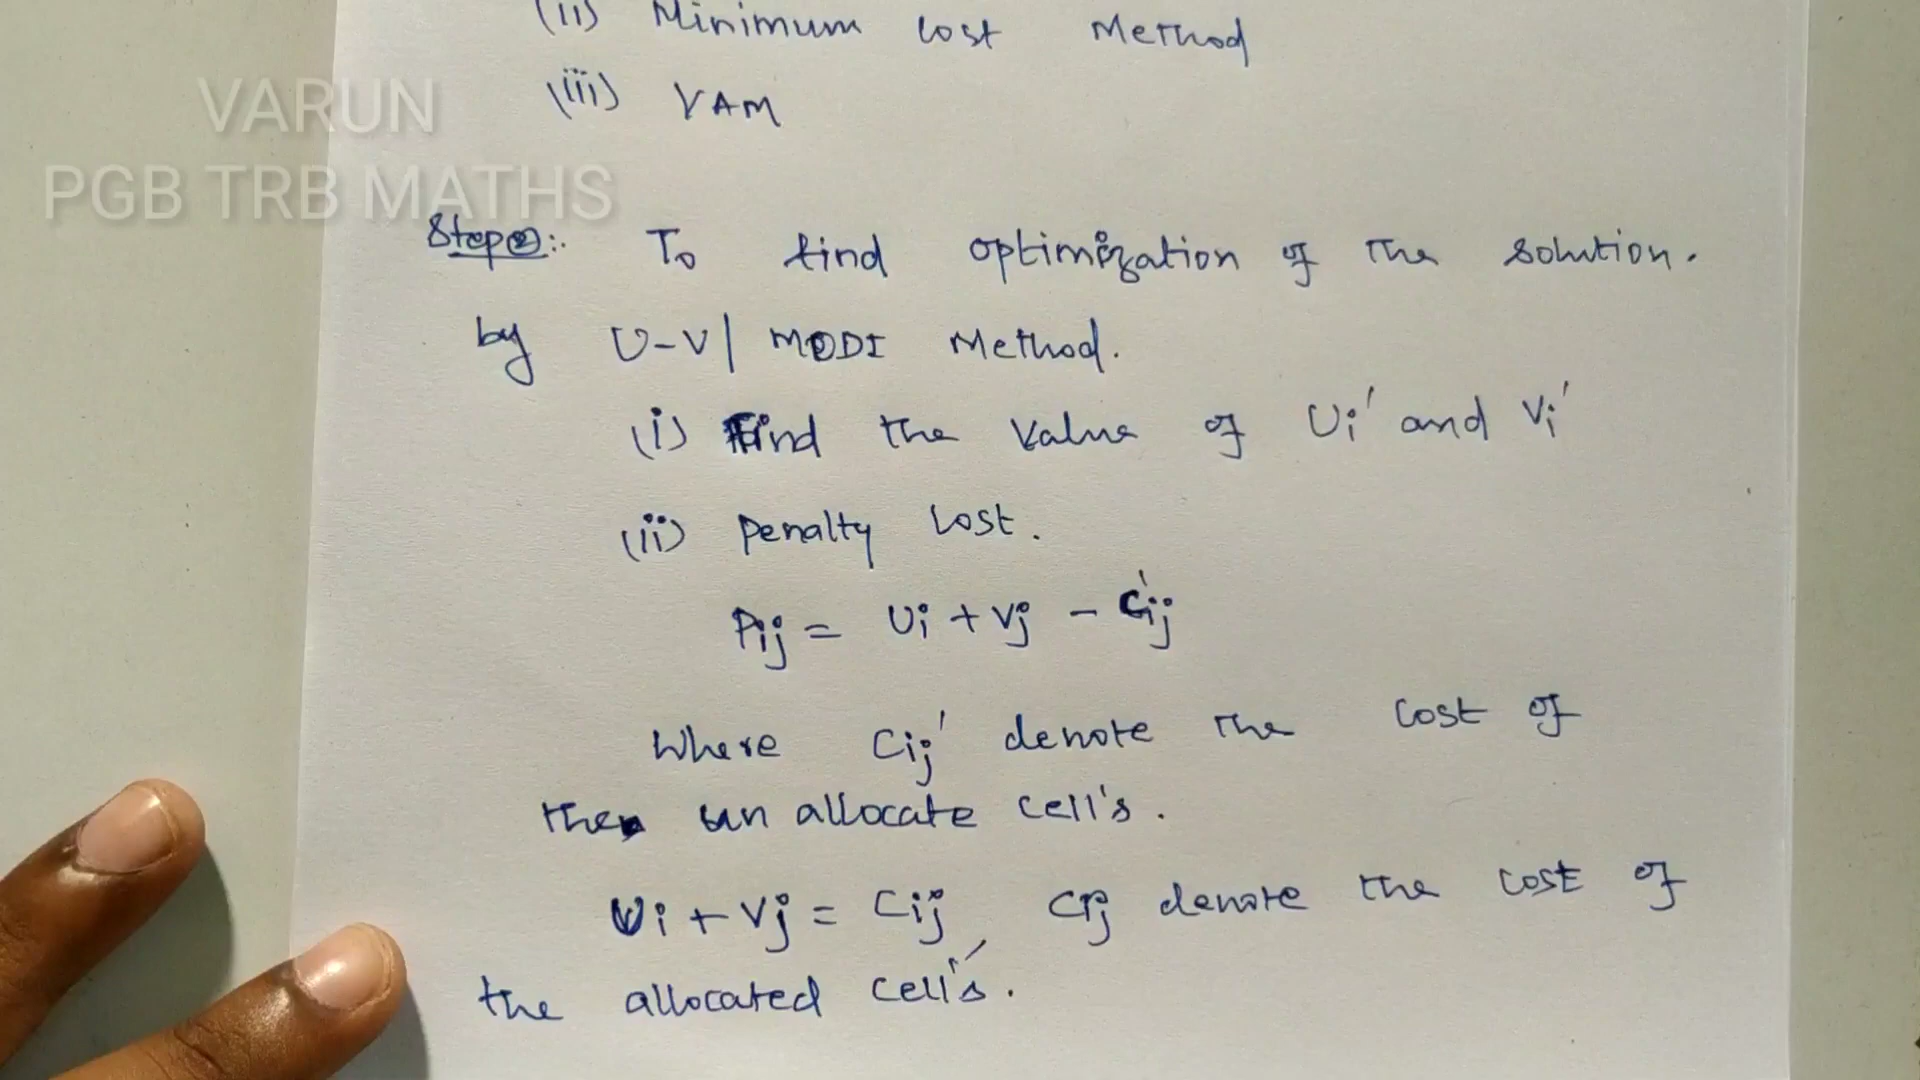 (ii) Minimum Cost Method
(iii) VAM
VARUN
PGB TRB MATHS
Step②:. To find optimization of The Solution.
by U-V| MODI Method.
(i) Find the Value of Ui' and Vi'
(ii) Penalty Cost.
Pij = Ui + Vj - C'ij
Where Cij' denote The Cost of
the un allocate cell's.
Ui + Vj = Cij Cij denote the Cost of
the allocated cell's.